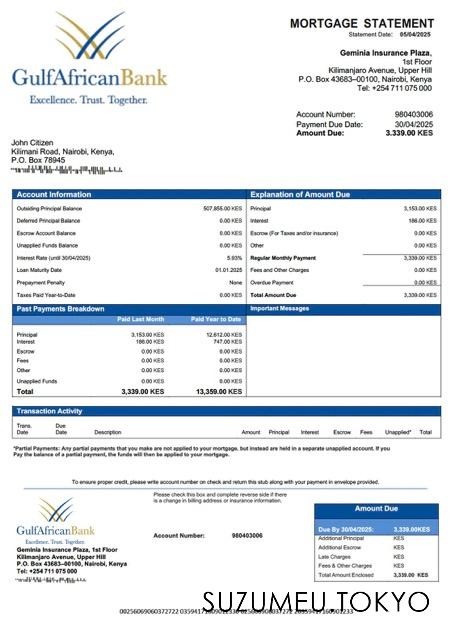 GulfAfricanBank
Excellence. Trust. Together.
MORTGAGE STATEMENT
Statement Date: 05/04/2025
Geminia Insurance Plaza,
1st Floor
Kilimanjaro Avenue, Upper Hill
P.O. Box 43683–00100, Nairobi, Kenya
Tel: +254 711 075 000
Account Number: 980403006
Payment Due Date: 30/04/2025
Amount Due: 3.339.00 KES
John Citizen
Kilimani Road, Nairobi, Kenya,
P.O. Box 78945
Account Information
Outsiding Principal Balance 507,855.00 KES
Deferred Principal Balance 0.00 KES
Escrow Account Balance 0.00 KES
Unapplied Funds Balance 0.00 KES
Interest Rate (until 30/04/2025) 5.93%
Loan Maturity Date 01.01.2025
Prepayment Penalty None
Taxes Paid Year-to-Date 0.00 KES
Explanation of Amount Due
Principal 3,153.00 KES
Interest 186.00 KES
Escrow (For Taxes and/or insurance) 0.00 KES
Other 0.00 KES
Regular Monthly Payment 3,339.00 KES
Fees and Other Charges 0.00 KES
Overdue Payment 0.00 KES
Total Amount Due 3,339.00 KES
Past Payments Breakdown
Paid Last Month Paid Year to Date
Principal 3,153.00 KES 12,612.00 KES
Interest 186.00 KES 747.00 KES
Escrow 0.00 KES 0.00 KES
Fees 0.00 KES 0.00 KES
Other 0.00 KES 0.00 KES
Unapplied Funds 0.00 KES 0.00 KES
Total 3,339.00 KES 13,359.00 KES
Important Messages
Transaction Activity
Trans. Date Due Date Description Amount Principal Interest Escrow Fees Unapplied* Total
*Partial Payments: Any partial payments that you make are not applied to your mortgage, but instead are held in a separate unapplied account. If you
Pay the balance of a partial payment, the funds will then be applied to your mortgage.
To ensure proper credit, please write account number on check and return this stub along with your payment in envelope provided.
Please check this box and complete reverse side if there
is a change in billing address or insurance information.
GulfAfricanBank
Excellence. Trust. Together.
Geminia Insurance Plaza, 1st Floor
Kilimanjaro Avenue, Upper Hill
P.O. Box 43683–00100, Nairobi, Kenya
Tel: +254 711 075 000
Account Number: 980403006
Amount Due
Due By 30/04/2025: 3,339.00KES
Additional Principal KES
Additional Escrow KES
Late Charges KES
Fees & Other Charges KES
Total Amount Enclosed 3,339.00 KES
SUZUMEU.TOKYO